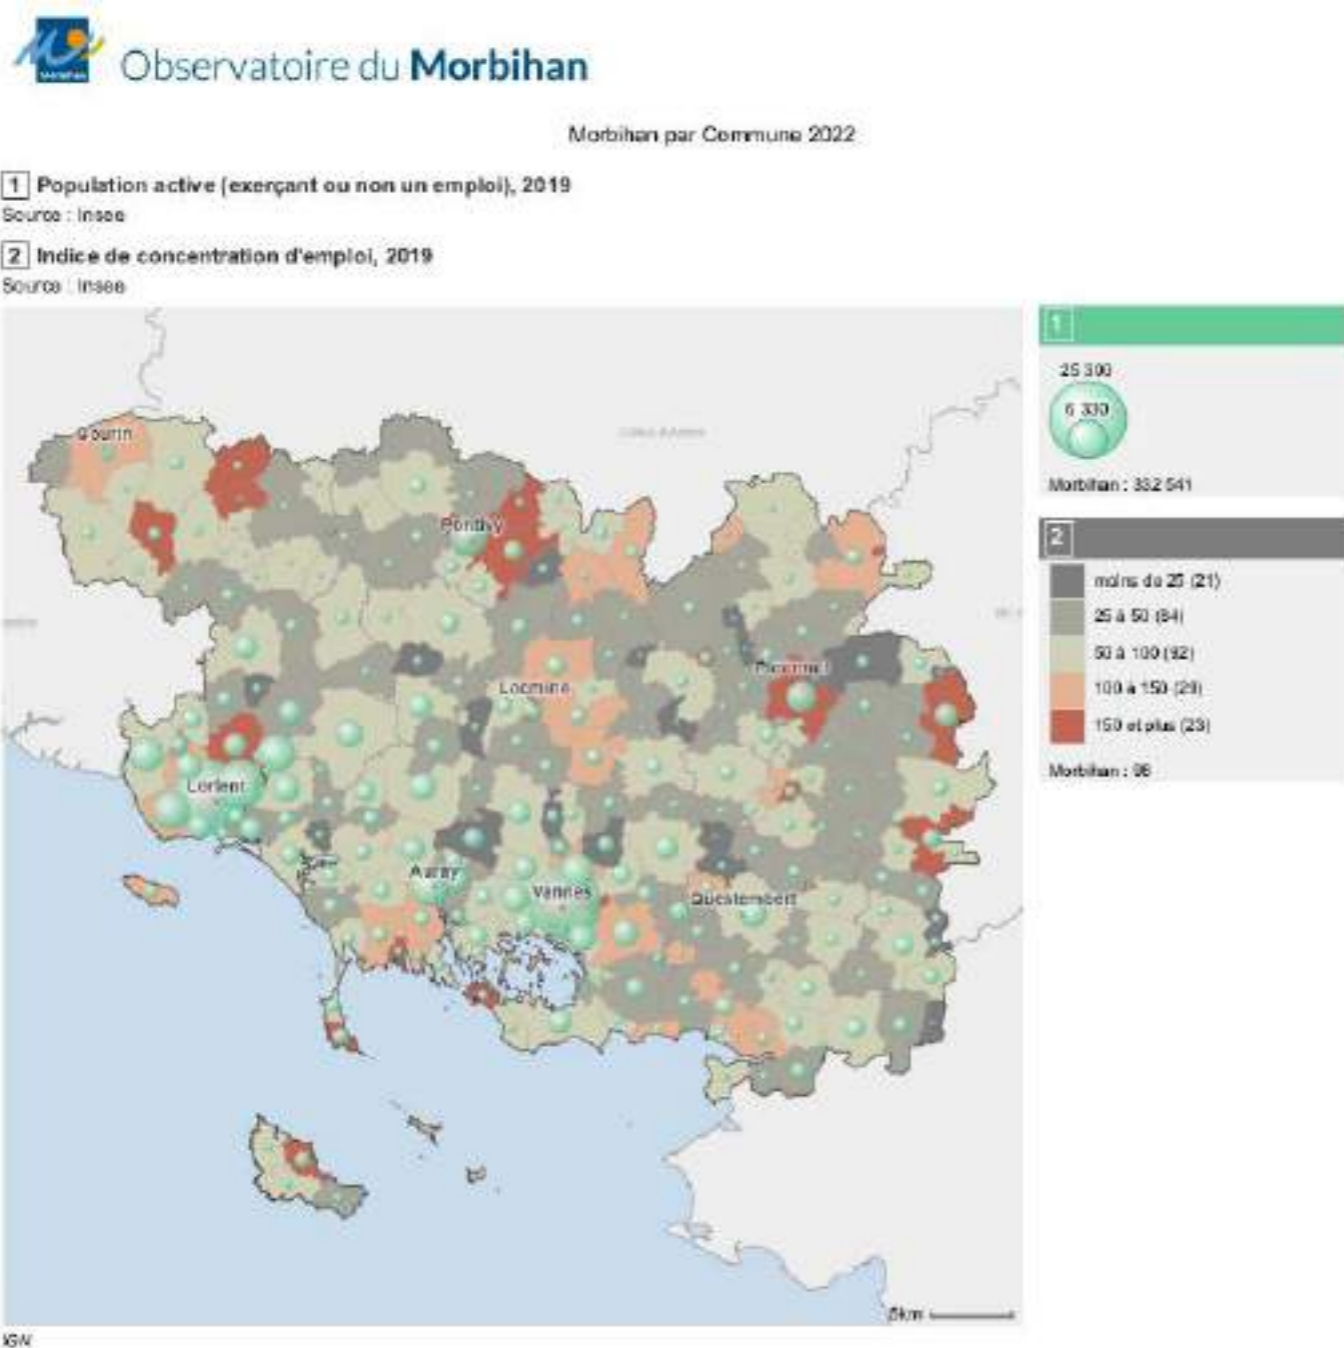 Morbihan
Observatoire du Morbihan
Morbihan par Commune 2022
1 Population active (exerçant ou non un emploi), 2019
Source : Insee
2 Indice de concentration d'emploi, 2019
Source : Insee
1
25 300
6 330
Morbihan : 332 541
2
moins de 25 (21)
25 à 50 (84)
50 à 100 (92)
100 à 150 (29)
150 et plus (23)
Morbihan : 98
Gourin
Pontivy
Ploërmel
Locminé
Lorient
Auray
Vannes
Questembert
5km
IGN